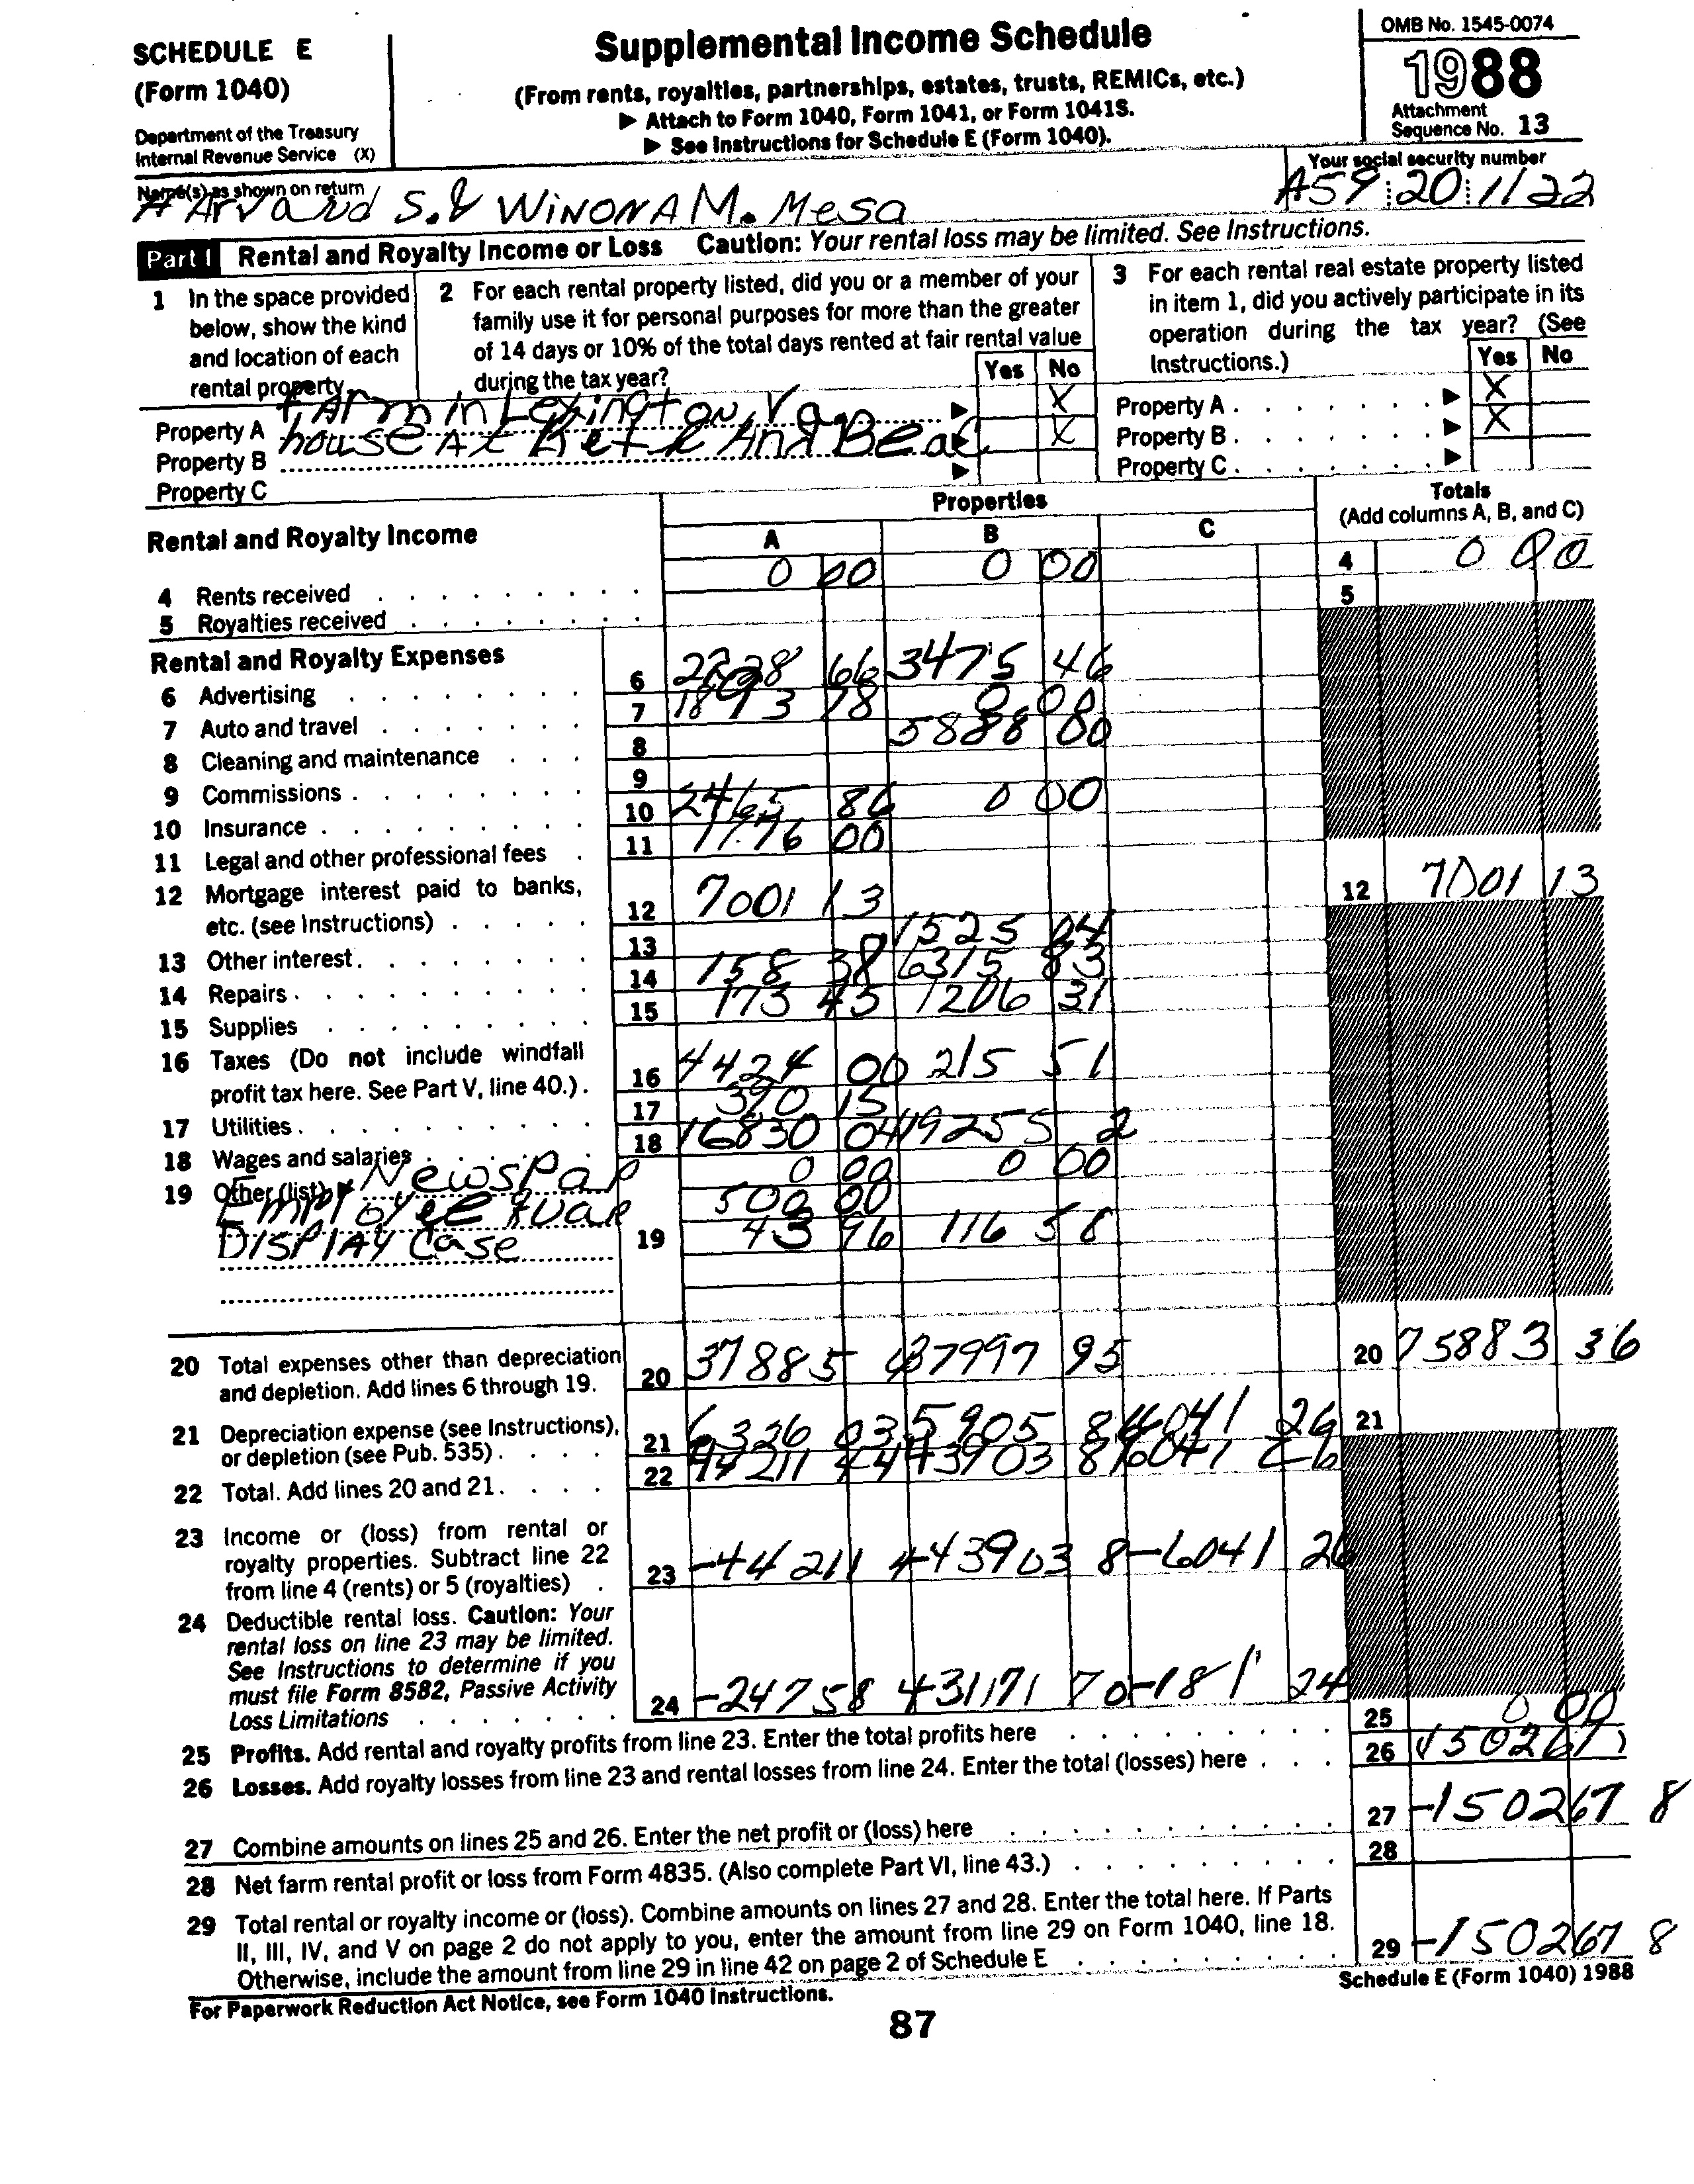 SCHEDULE E
(Form 1040)
Department of the Treasury
Internal Revenue Service (X)
Supplemental Income Schedule
(From rents, royalties, partnerships, estates, trusts, REMICs, etc.)
▶ Attach to Form 1040, Form 1041, or Form 1041S.
▶ See Instructions for Schedule E (Form 1040).
OMB No. 1545-0074
1988
Attachment
Sequence No. 13
Name(s) as shown on return
Your social security number
S. & WINONA M. Mesa
A59 20 1122
Part I Rental and Royalty Income or Loss Caution: Your rental loss may be limited. See Instructions.
1 In the space provided below, show the kind and location of each rental property.
2 For each rental property listed, did you or a member of your family use it for personal purposes for more than the greater of 14 days or 10% of the total days rented at fair rental value during the tax year?
Yes No
3 For each rental real estate property listed in item 1, did you actively participate in its operation during the tax year? (See Instructions.)
Yes No
Property A FArm in Lexington, Va ▶ X
Property B house At And Beac ▶ X
Property C ▶
Property A ▶ X
Property B ▶ X
Property C ▶
Rental and Royalty Income
Properties
A B C
Totals
(Add columns A, B, and C)
4 Rents received 0 00 0 00 4 0 00
5 Royalties received 5
Rental and Royalty Expenses
6 Advertising 6 66 3475 46
7 Auto and travel 7 1893 78 0 00
8 Cleaning and maintenance 8 5888 80
9 Commissions 9
10 Insurance 10 2465 86 0 00
11 Legal and other professional fees 11 1776 00
12 Mortgage interest paid to banks, etc. (see Instructions) 12 7001 13 12 7001 13
13 Other interest 13 1525 04
14 Repairs 14 158 38 6315 83
15 Supplies 15 173 45 1206 31
16 Taxes (Do not include windfall profit tax here. See Part V, line 40.) 16 4424 00 215 51
17 Utilities 17 390 15
18 Wages and salaries 18 16830 04 19255 2
19 Other (list) ▶ Newspap 0 00 0 00
Employee 500 00
DISPLAY Case 19 43 96 116 58
20 Total expenses other than depreciation and depletion. Add lines 6 through 19. 20 37885 37997 95 20 75883 36
21 Depreciation expense (see Instructions), or depletion (see Pub. 535) 21 6326 03 5905 8 6041 26 21
22 Total. Add lines 20 and 21 22 44211 4 43903 8 6041 26
23 Income or (loss) from rental or royalty properties. Subtract line 22 from line 4 (rents) or 5 (royalties) 23 -44211 4 -43903 8 -6041 26
24 Deductible rental loss. Caution: Your rental loss on line 23 may be limited. See Instructions to determine if you must file Form 8582, Passive Activity Loss Limitations 24 -24758 4 31171 70 -181 24
25 Profits. Add rental and royalty profits from line 23. Enter the total profits here 25 0 00
26 Losses. Add royalty losses from line 23 and rental losses from line 24. Enter the total (losses) here 26
27 Combine amounts on lines 25 and 26. Enter the net profit or (loss) here 27 -150267 8
28 Net farm rental profit or loss from Form 4835. (Also complete Part VI, line 43.) 28
29 Total rental or royalty income or (loss). Combine amounts on lines 27 and 28. Enter the total here. If Parts II, III, IV, and V on page 2 do not apply to you, enter the amount from line 29 on Form 1040, line 18. Otherwise, include the amount from line 29 in line 42 on page 2 of Schedule E 29 -150267 8
For Paperwork Reduction Act Notice, see Form 1040 Instructions.
Schedule E (Form 1040) 1988
87